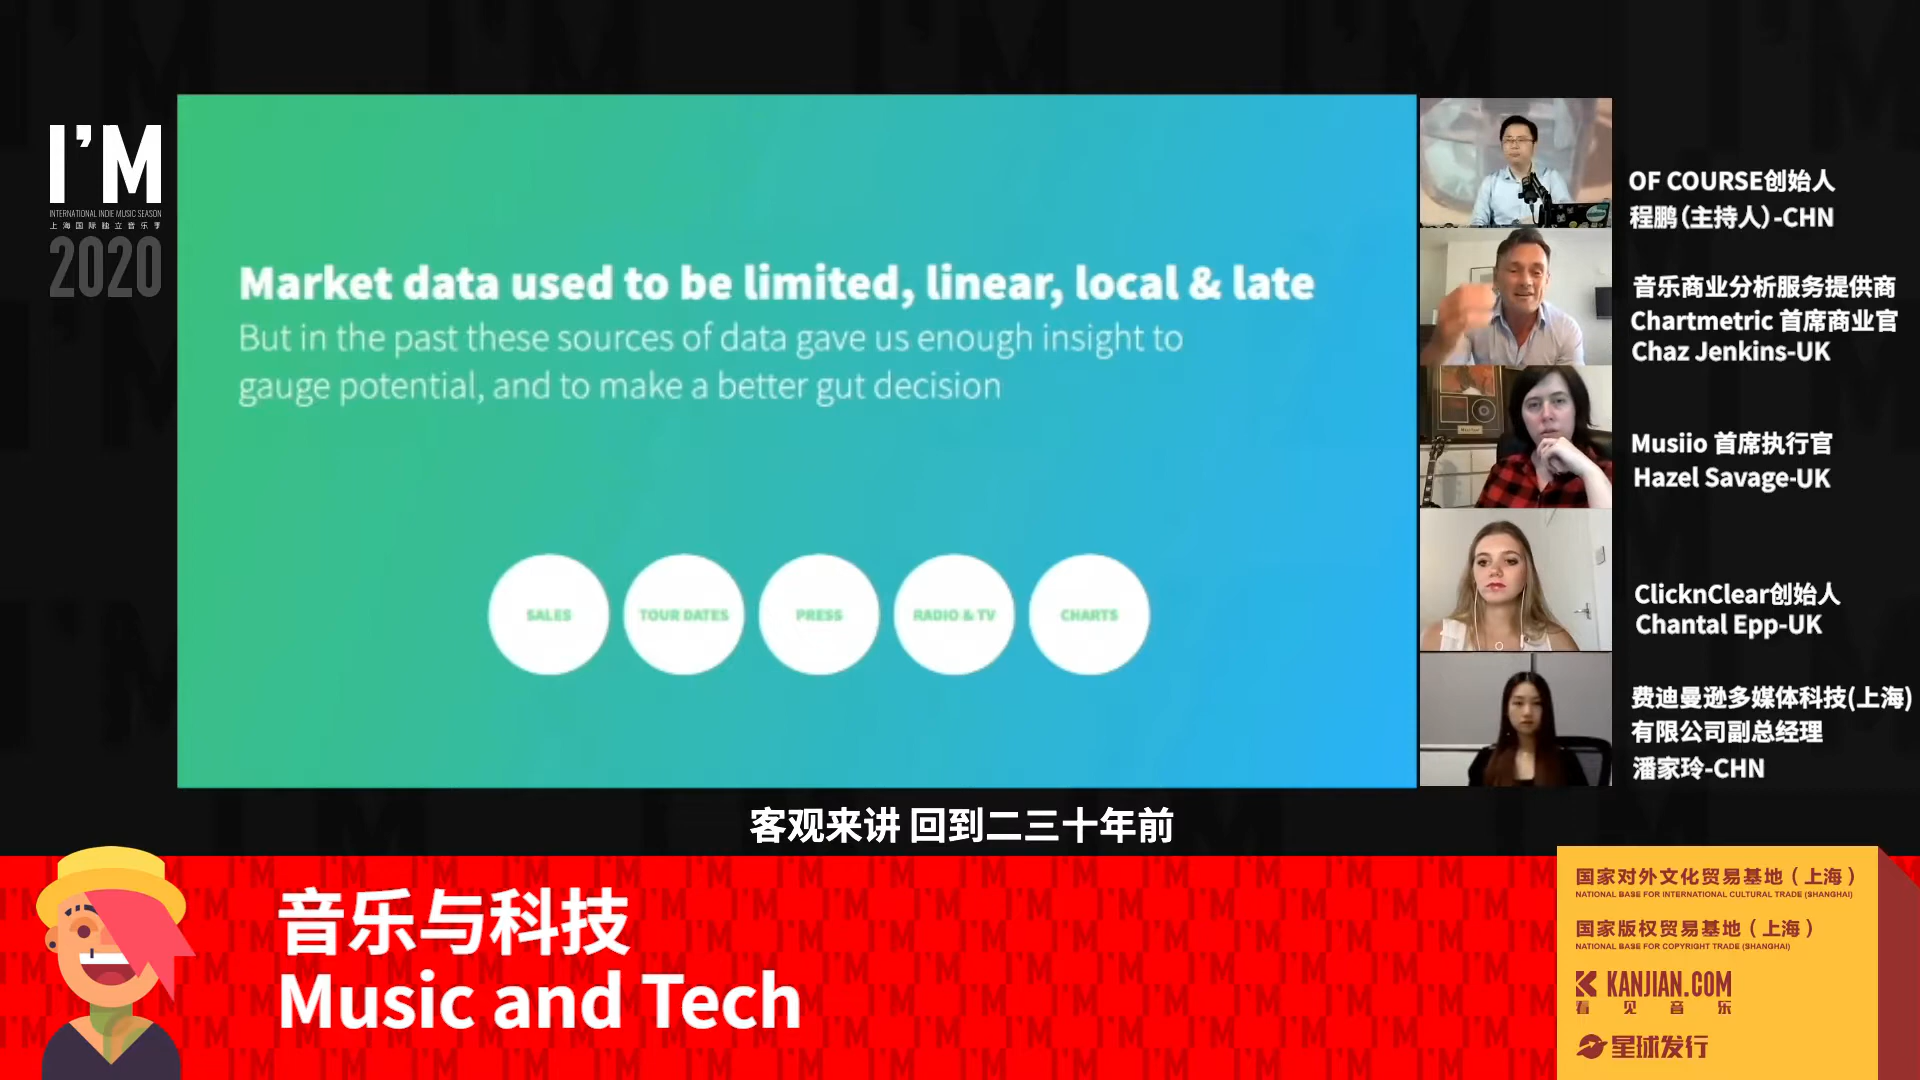 I'M
INTERNATIONAL INDIE MUSIC SEASON
上海国际独立音乐季
2020
Market data used to be limited, linear, local & late
But in the past these sources of data gave us enough insight to
gauge potential, and to make a better gut decision
SALES
TOUR DATES
PRESS
RADIO & TV
CHARTS
OF COURSE创始人
程鹏(主持人)-CHN
音乐商业分析服务提供商
Chartmetric 首席商业官
Chaz Jenkins-UK
Musiio 首席执行官
Hazel Savage-UK
ClicknClear创始人
Chantal Epp-UK
费迪曼逊多媒体科技(上海)
有限公司副总经理
潘家玲-CHN
客观来讲 回到二三十年前
音乐与科技
Music and Tech
国家对外文化贸易基地（上海）
NATIONAL BASE FOR INTERNATIONAL CULTURAL TRADE (SHANGHAI)
国家版权贸易基地（上海）
NATIONAL BASE FOR COPYRIGHT TRADE (SHANGHAI)
KANJIAN.COM
看见音乐
星球发行